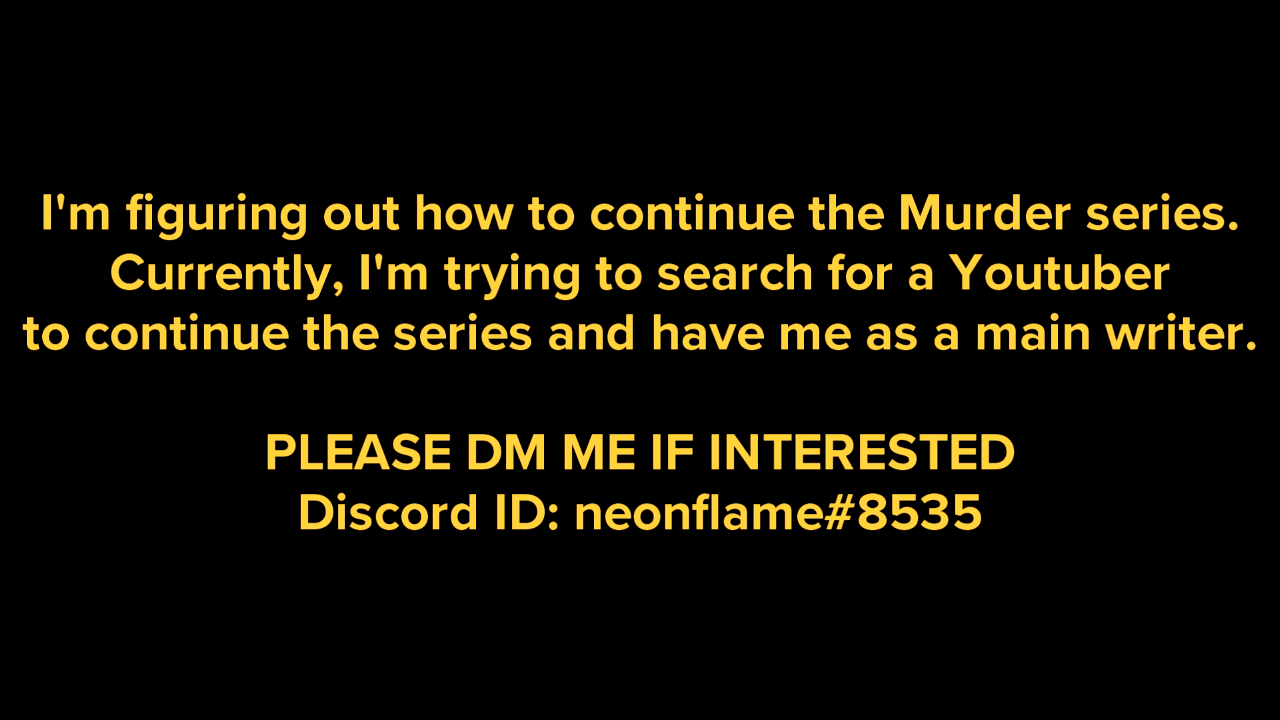 I'm figuring out how to continue the Murder series.
Currently, I'm trying to search for a Youtuber
to continue the series and have me as a main writer.
PLEASE DM ME IF INTERESTED
Discord ID: neonflame#8535